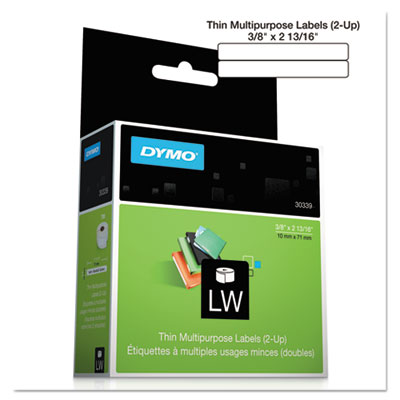 Thin Multipurpose Labels (2-Up)
3/8" x 2 13/16"
DYMO
30339
3/8" x 2 13/16"
10 mm x 71 mm
LW
Thin Multipurpose Labels (2-Up)
Étiquettes à multiples usages minces (doubles)